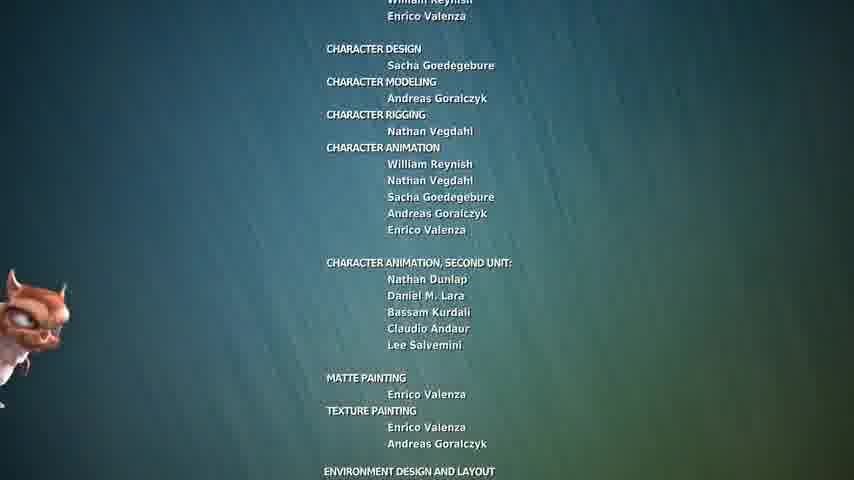 William Reynish
Enrico Valenza
CHARACTER DESIGN
Sacha Goedegebure
CHARACTER MODELING
Andreas Goralczyk
CHARACTER RIGGING
Nathan Vegdahl
CHARACTER ANIMATION
William Reynish
Nathan Vegdahl
Sacha Goedegebure
Andreas Goralczyk
Enrico Valenza
CHARACTER ANIMATION, SECOND UNIT:
Nathan Dunlap
Daniel M. Lara
Bassam Kurdali
Claudio Andaur
Lee Salvemini
MATTE PAINTING
Enrico Valenza
TEXTURE PAINTING
Enrico Valenza
Andreas Goralczyk
ENVIRONMENT DESIGN AND LAYOUT